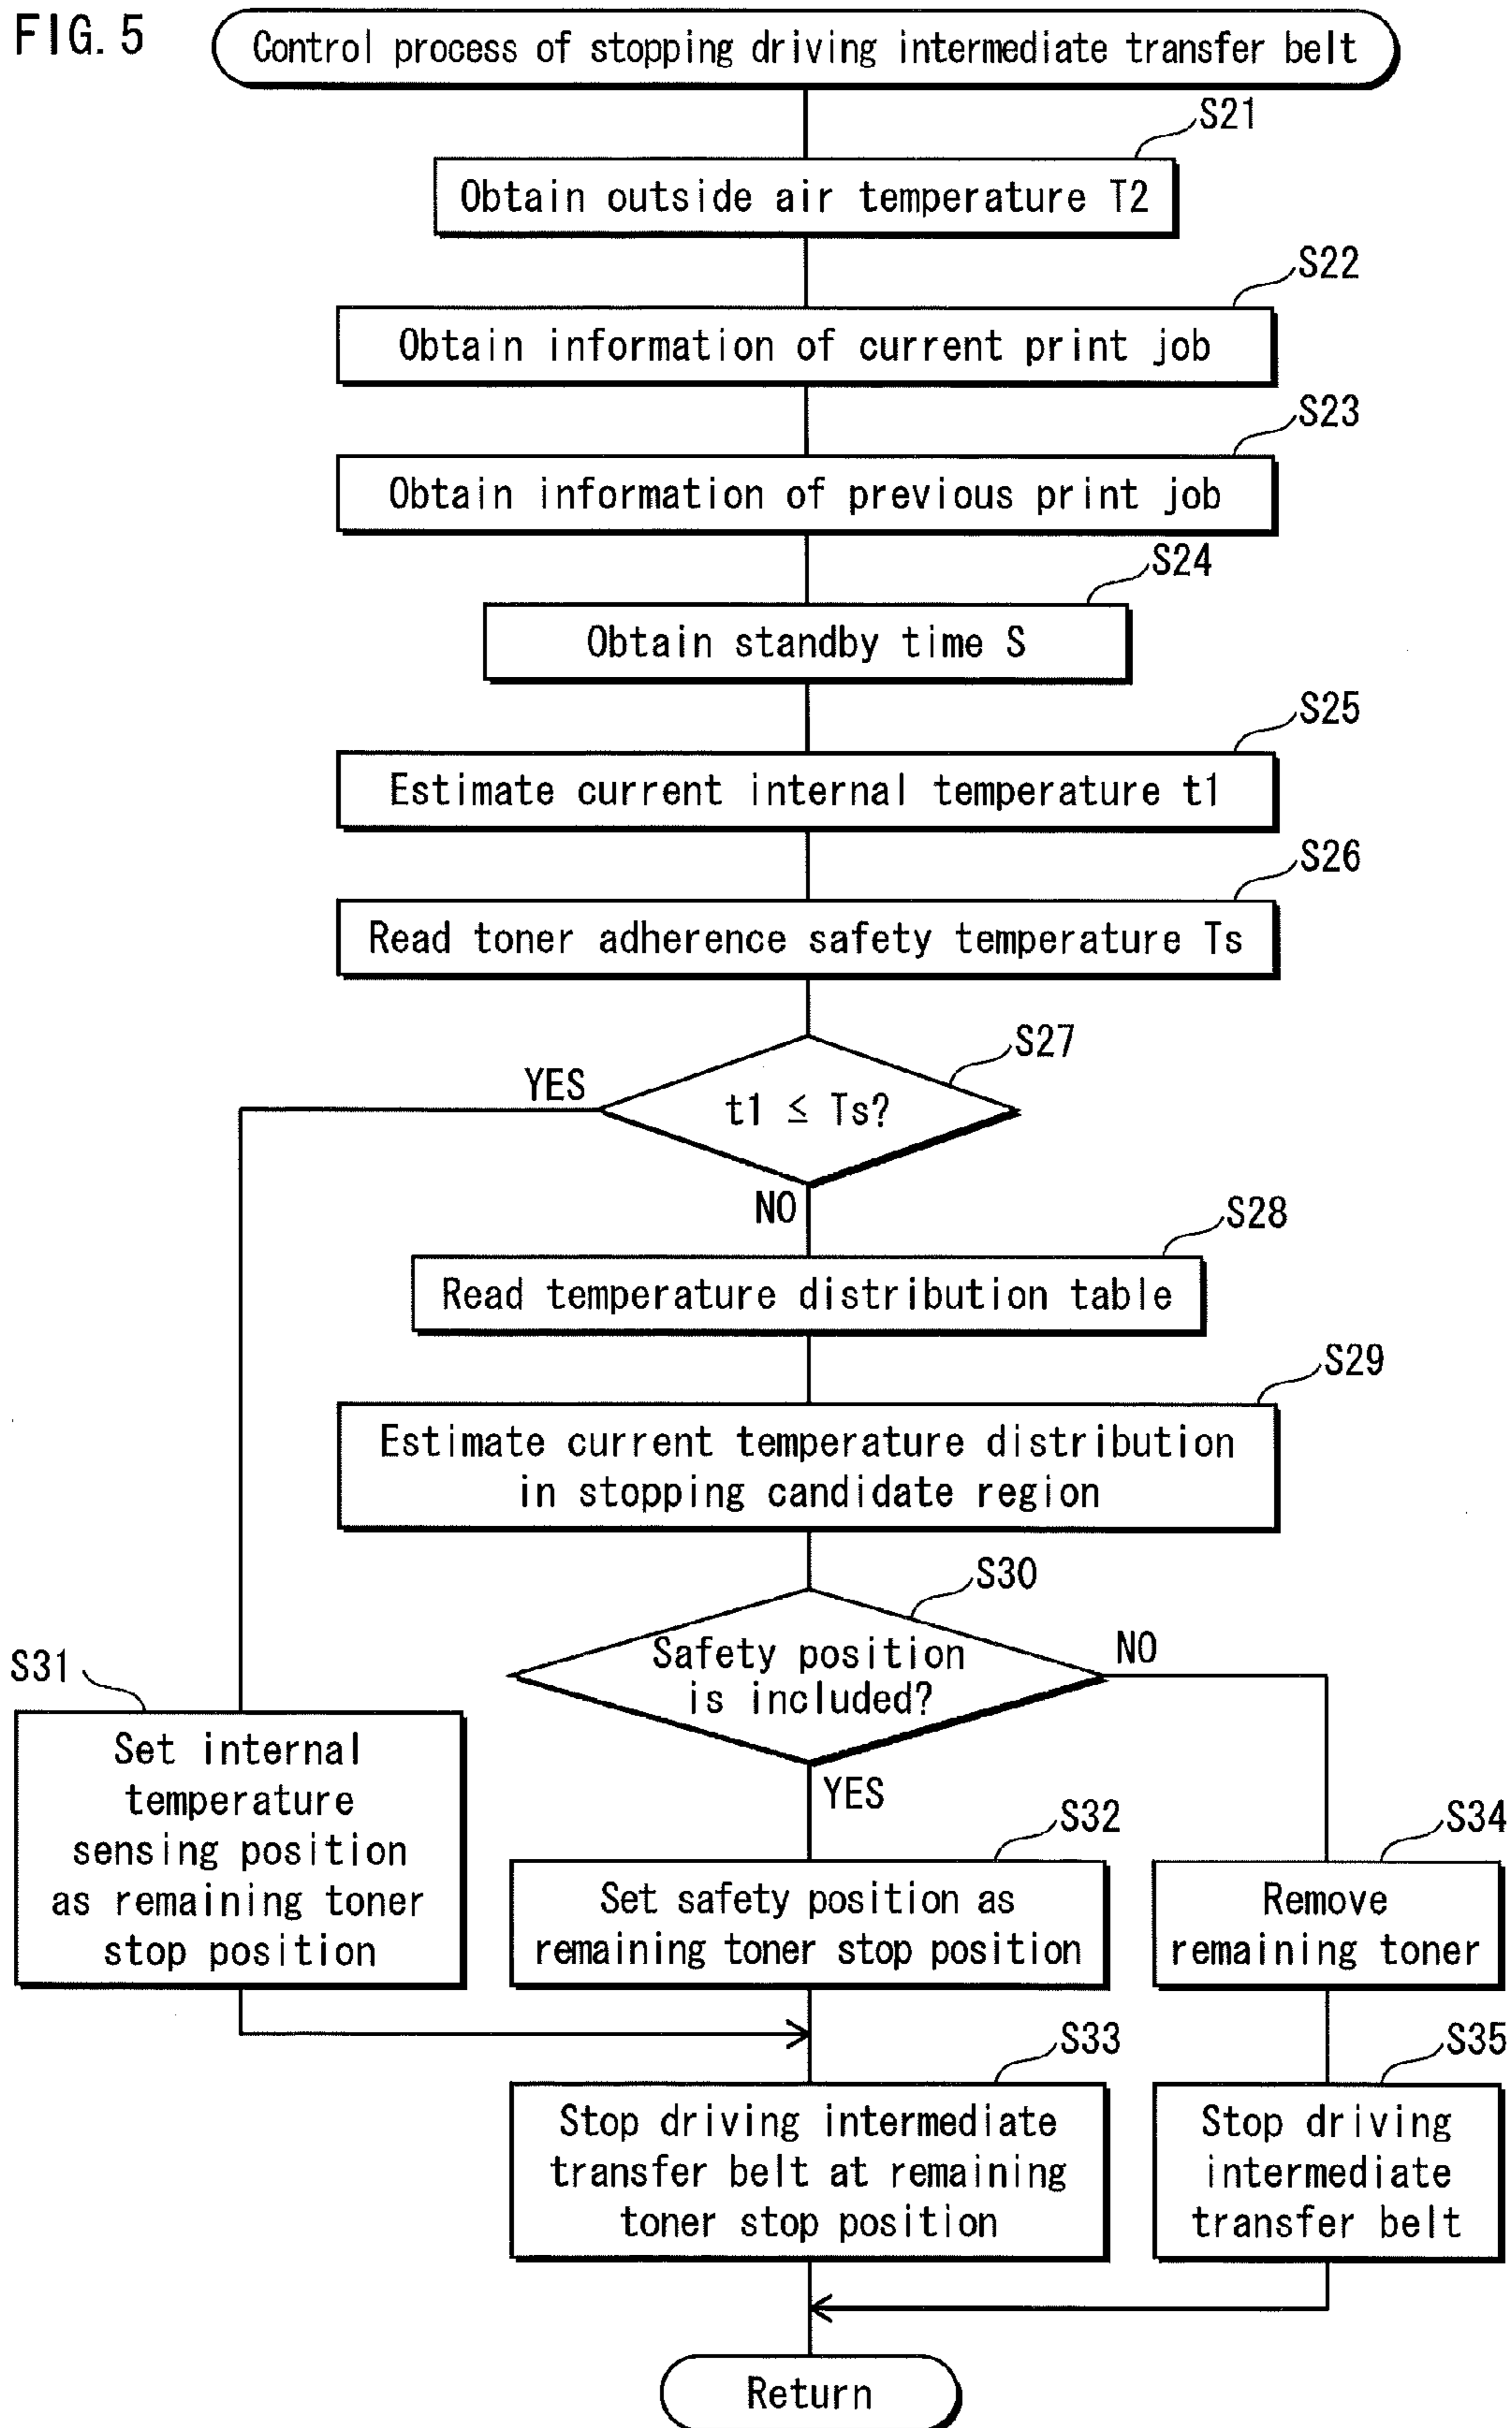 FIG. 5
Control process of stopping driving intermediate transfer belt
S21
Obtain outside air temperature T2
S22
Obtain information of current print job
S23
Obtain information of previous print job
S24
Obtain standby time S
S25
Estimate current internal temperature t1
S26
Read toner adherence safety temperature Ts
S27
YES
t1 ≤ Ts?
NO
S28
Read temperature distribution table
S29
Estimate current temperature distribution
in stopping candidate region
S30
Safety position
is included?
NO
YES
S31
Set internal
temperature
sensing position
as remaining toner
stop position
S32
Set safety position as
remaining toner stop position
S34
Remove
remaining toner
S33
Stop driving intermediate
transfer belt at remaining
toner stop position
S35
Stop driving
intermediate
transfer belt
Return